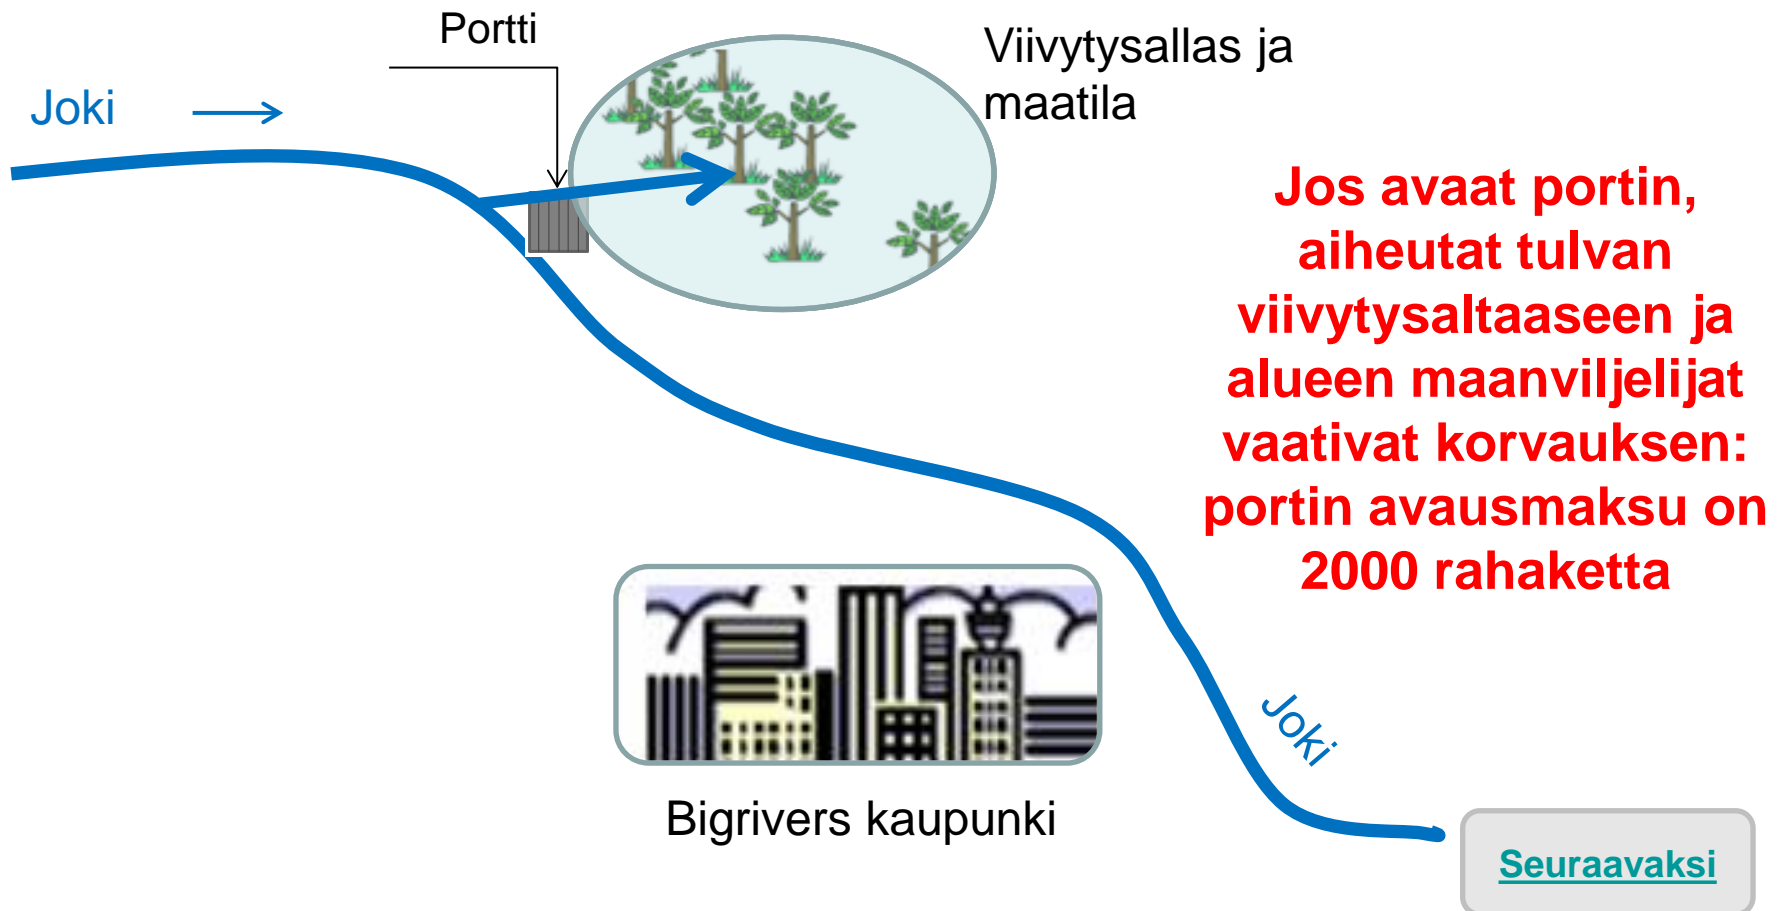 Portti
Viivytysallas ja
maatila
Joki
Jos avaat portin,
aiheutat tulvan
viivytysaltaaseen ja
alueen maanviljelijat
vaativat korvauksen:
portin avausmaksu on
2000 rahaketta
Joki
Bigrivers kaupunki
Seuraavaksi